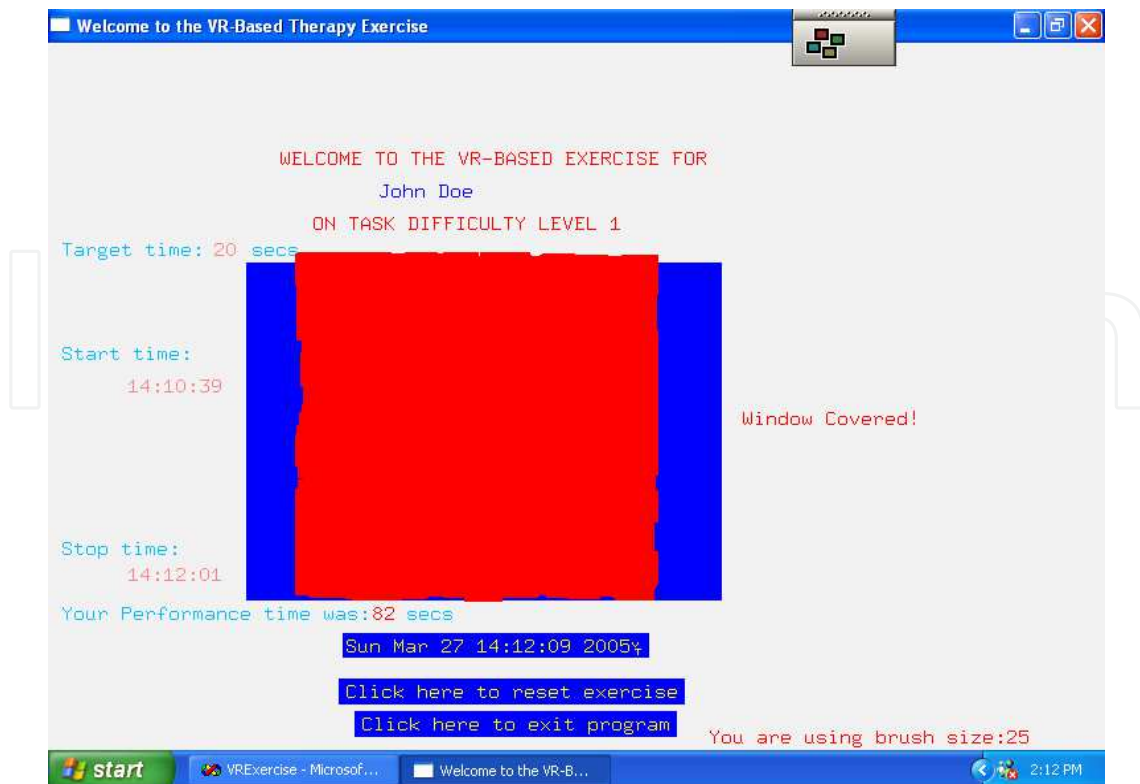 Welcome to the VR-Based Therapy Exercise
WELCOME TO THE VR-BASED EXERCISE FOR
John Doe
ON TASK DIFFICULTY LEVEL 1
Target time: 20 secs
Start time:
14:10:39
Window Covered!
Stop time:
14:12:01
Your Performance time was:82 secs
Sun Mar 27 14:12:09 2005
Click here to reset exercise
Click here to exit program
You are using brush size:25
start VRExercise - Microsof... Welcome to the VR-B... 2:12 PM